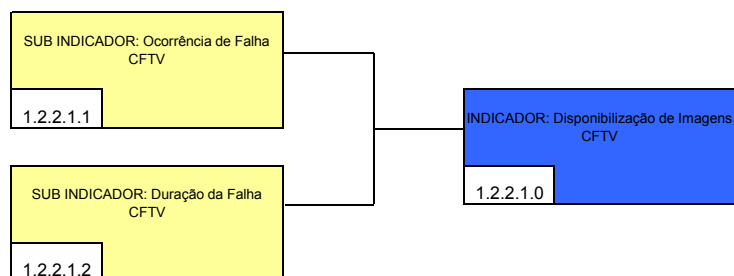 SUB INDICADOR: Ocorrência de Falha
CFTV
1.2.2.1.1
SUB INDICADOR: Duração da Falha
CFTV
1.2.2.1.2
INDICADOR: Disponibilização de Imagens
CFTV
1.2.2.1.0